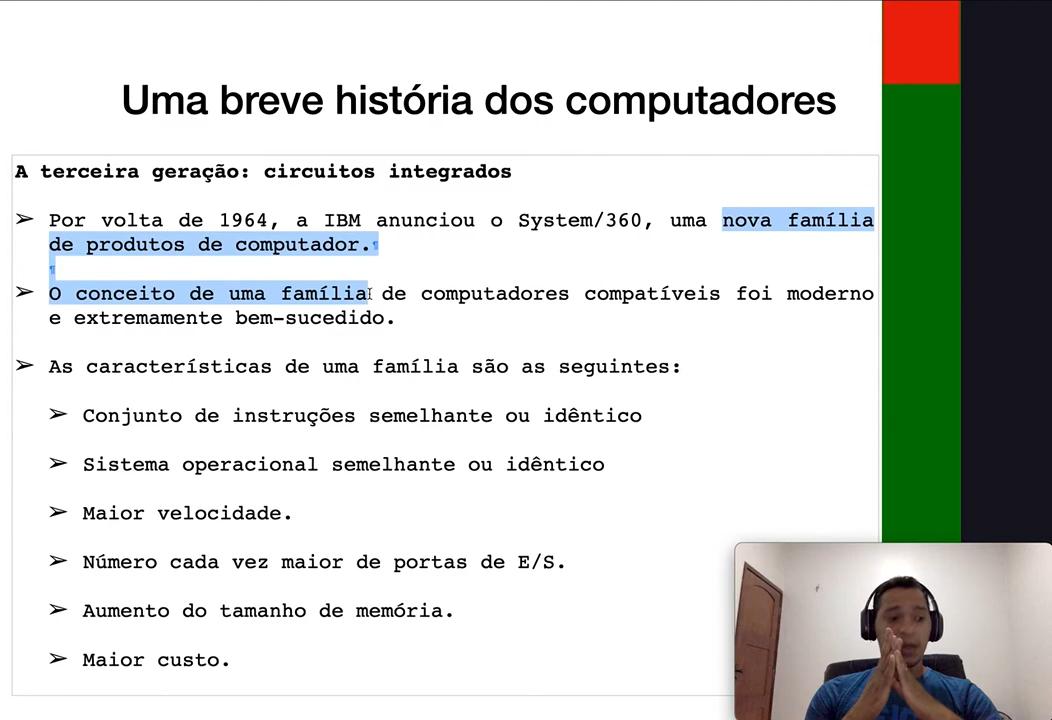 Uma breve história dos computadores
A terceira geração: circuitos integrados
➢ Por volta de 1964, a IBM anunciou o System/360, uma nova família
de produtos de computador.¶
¶
➢ O conceito de uma família de computadores compatíveis foi moderno
e extremamente bem-sucedido.
➢ As características de uma família são as seguintes:
➢ Conjunto de instruções semelhante ou idêntico
➢ Sistema operacional semelhante ou idêntico
➢ Maior velocidade.
➢ Número cada vez maior de portas de E/S.
➢ Aumento do tamanho de memória.
➢ Maior custo.